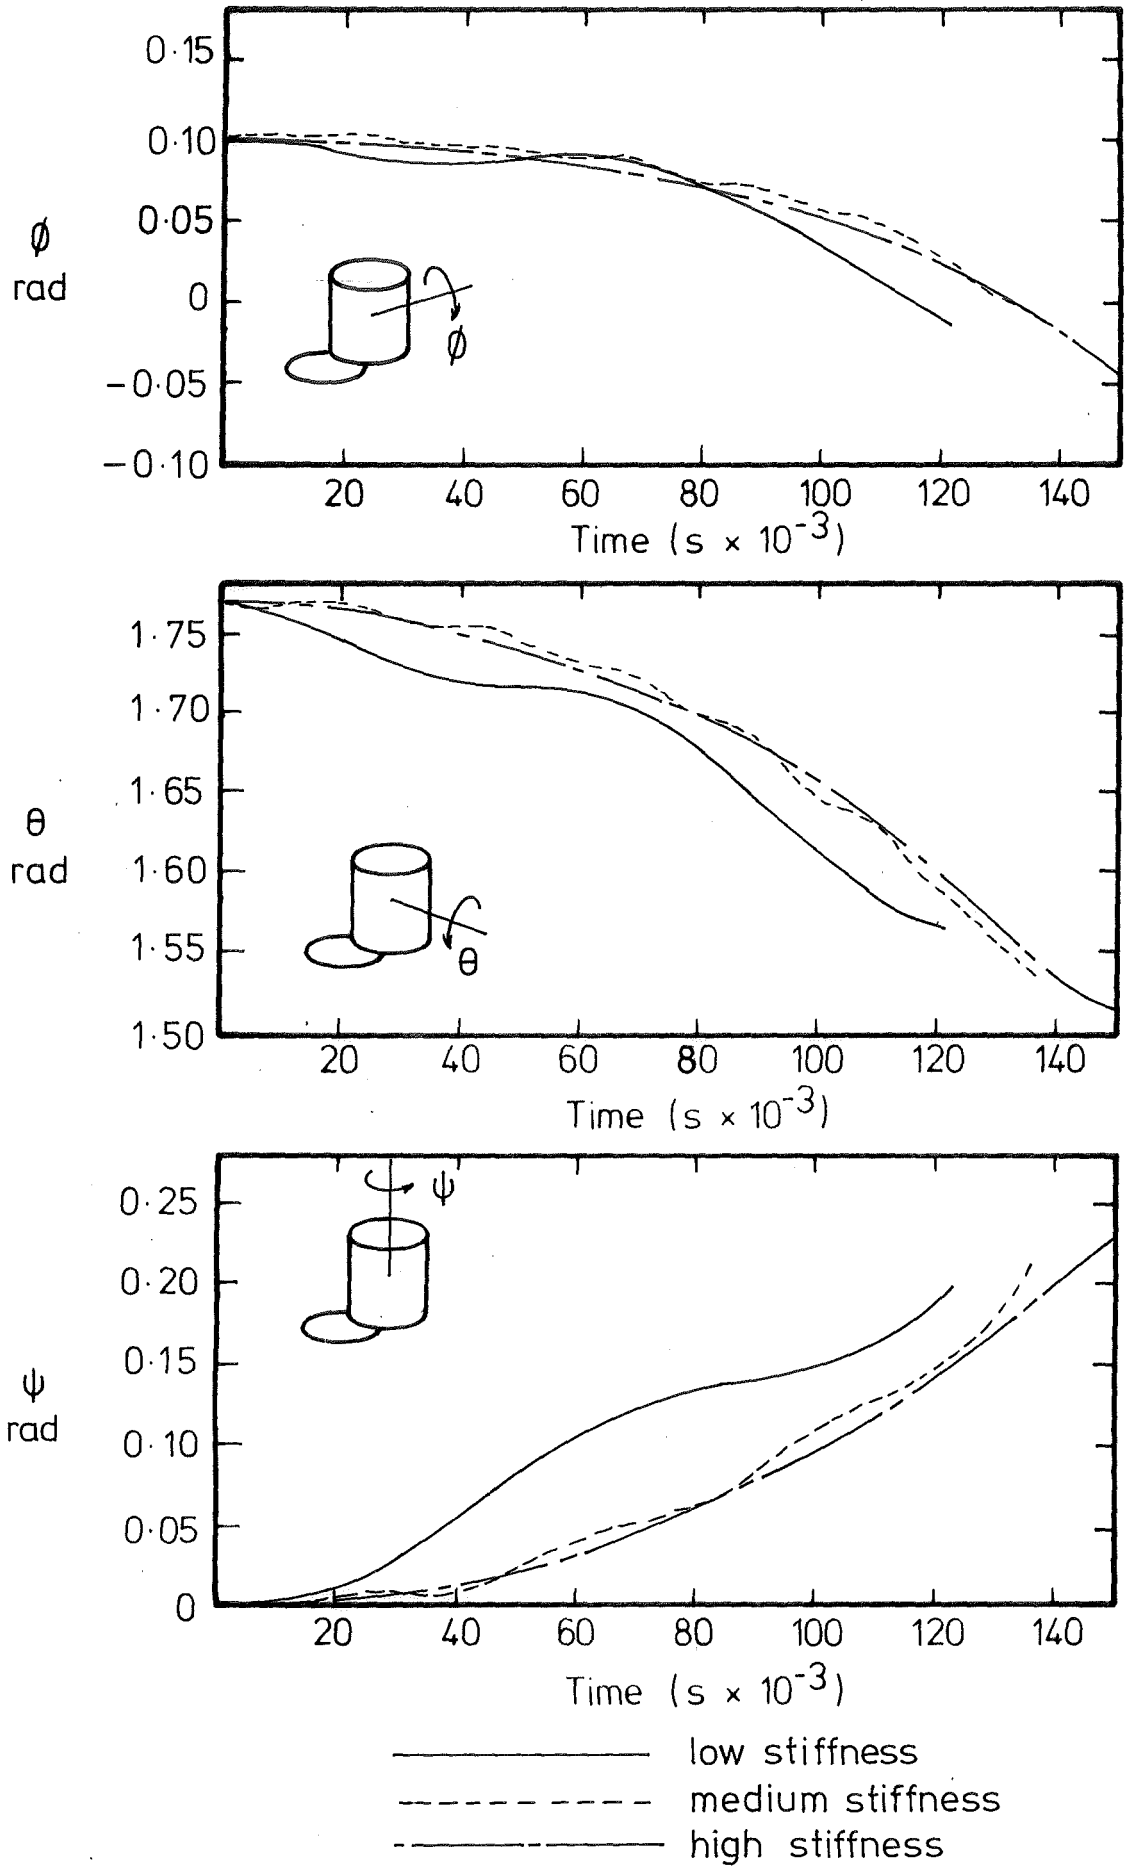 0.15
0.10
0.05
0
-0.05
-0.10
ϕ
rad
ϕ
20 40 60 80 100 120 140
Time (s × 10-3)
1.75
1.70
1.65
1.60
1.55
1.50
θ
rad
θ
20 40 60 80 100 120 140
Time (s × 10-3)
0.25
0.20
0.15
0.10
0.05
0
ψ
rad
ψ
20 40 60 80 100 120 140
Time (s × 10-3)
low stiffness
medium stiffness
high stiffness